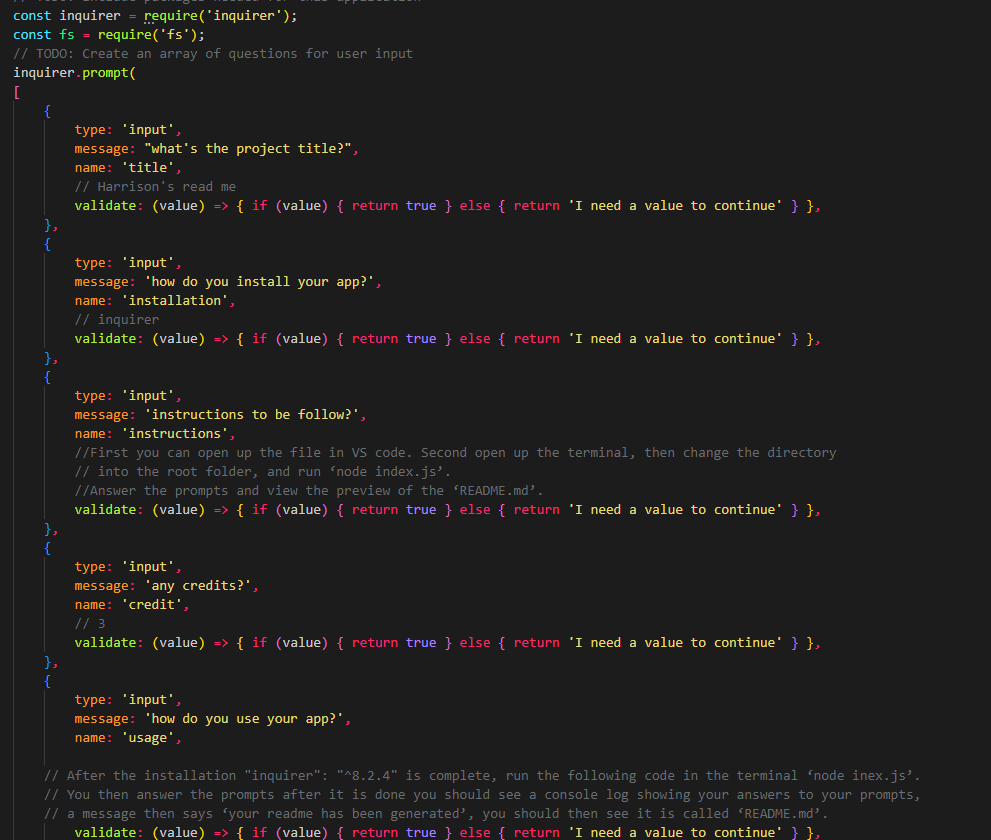 // TODO: Include packages needed for this application
const inquirer = require('inquirer');
const fs = require('fs');
// TODO: Create an array of questions for user input
inquirer.prompt(
[
    {
        type: 'input',
        message: "what's the project title?",
        name: 'title',
        // Harrison's read me
        validate: (value) => { if (value) { return true } else { return 'I need a value to continue' } },
    },
    {
        type: 'input',
        message: 'how do you install your app?',
        name: 'installation',
        // inquirer
        validate: (value) => { if (value) { return true } else { return 'I need a value to continue' } },
    },
    {
        type: 'input',
        message: 'instructions to be follow?',
        name: 'instructions',
        //First you can open up the file in VS code. Second open up the terminal, then change the directory
        // into the root folder, and run ‘node index.js’.
        //Answer the prompts and view the preview of the ‘README.md’.
        validate: (value) => { if (value) { return true } else { return 'I need a value to continue' } },
    },
    {
        type: 'input',
        message: 'any credits?',
        name: 'credit',
        // 3
        validate: (value) => { if (value) { return true } else { return 'I need a value to continue' } },
    },
    {
        type: 'input',
        message: 'how do you use your app?',
        name: 'usage',
    // After the installation "inquirer": "^8.2.4" is complete, run the following code in the terminal ‘node inex.js’.
    // You then answer the prompts after it is done you should see a console log showing your answers to your prompts,
    // a message then says ‘your readme has been generated’, you should then see it is called ‘README.md’.
        validate: (value) => { if (value) { return true } else { return 'I need a value to continue' } },